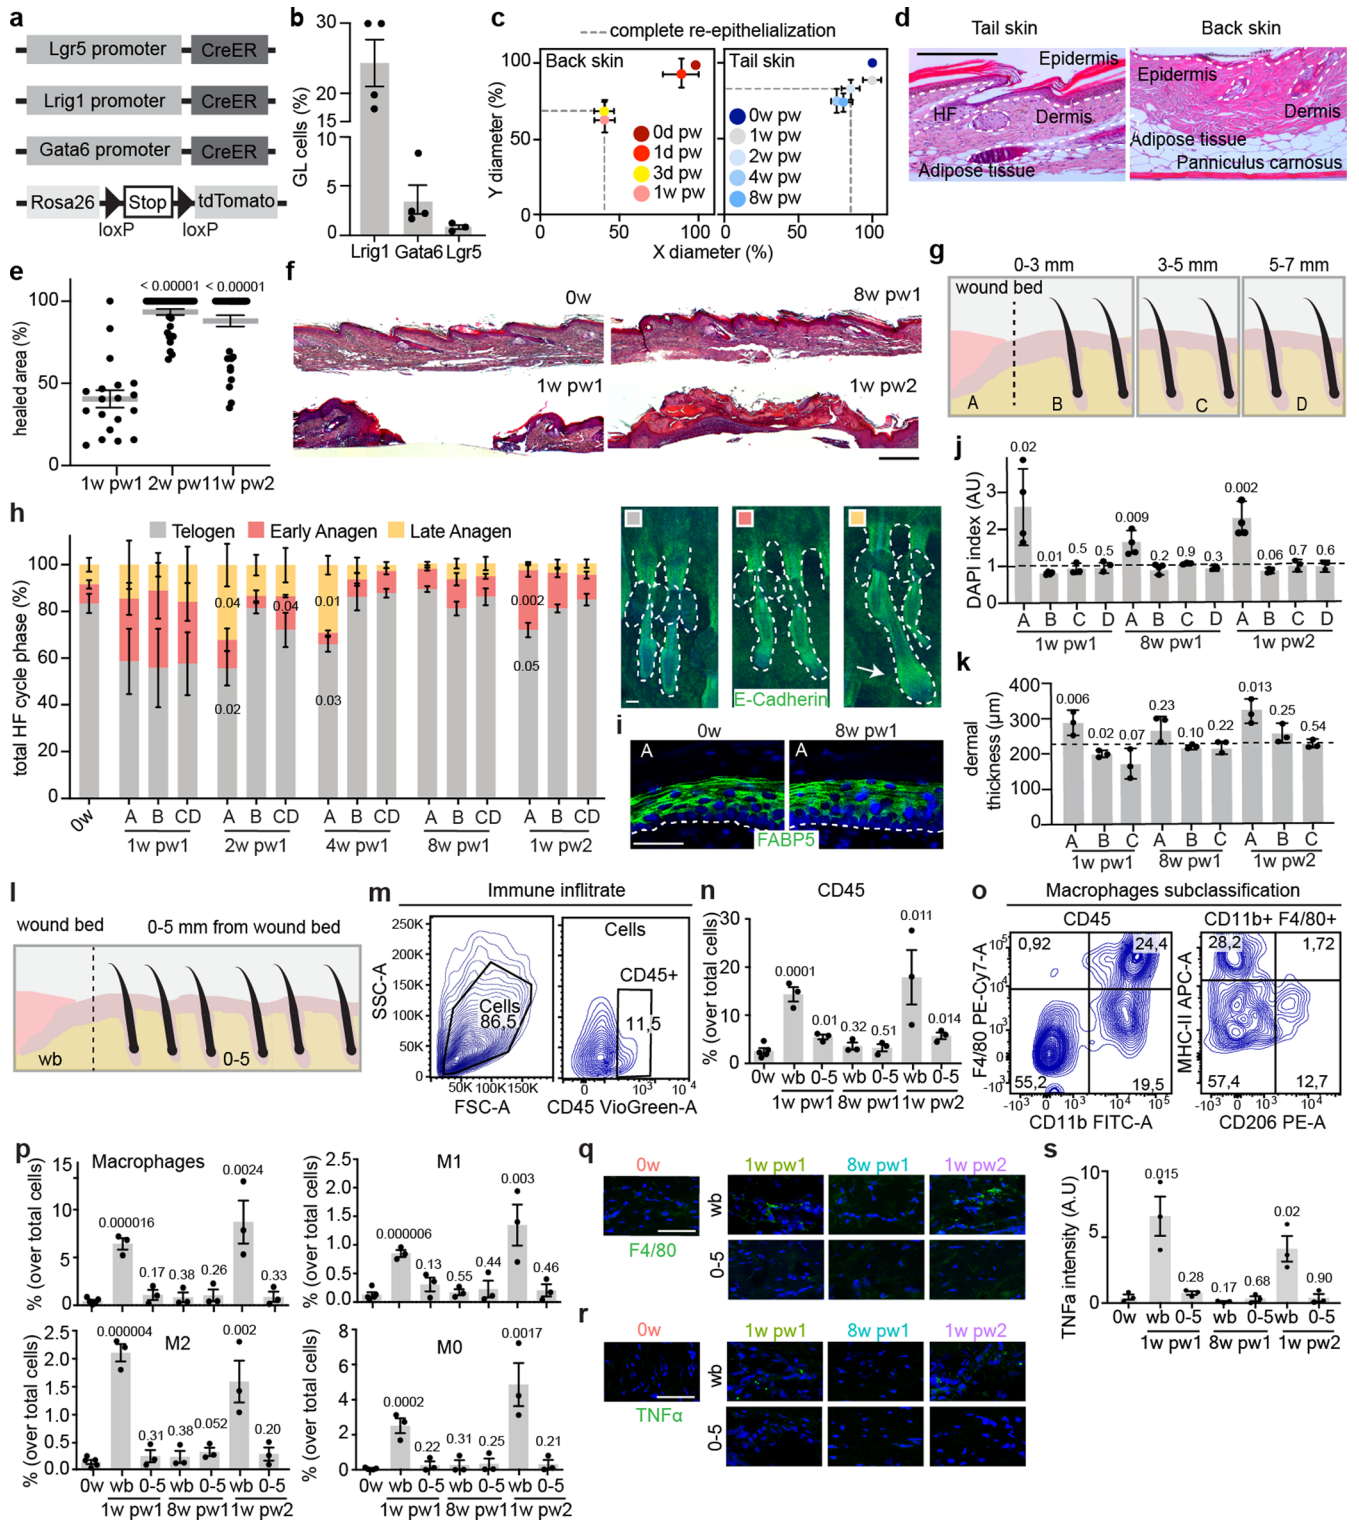 a
Lgr5 promoter
CreER
Lrig1 promoter
CreER
Gata6 promoter
CreER
Rosa26
Stop
tdTomato
loxP
loxP
b
GL cells (%)
30
20
15
10
5
0
Lrig1 Gata6 Lgr5
c
complete re-epithelialization
Back skin
Tail skin
Y diameter (%)
100
50
0
0d pw
1d pw
3d pw
1w pw
0w pw
1w pw
2w pw
4w pw
8w pw
0 50 100 50 100
X diameter (%)
d
Tail skin
Back skin
Epidermis
HF
Dermis
Adipose tissue
Epidermis
Dermis
Adipose tissue
Panniculus carnosus
e
< 0.00001
< 0.00001
healed area (%)
100
50
0
1w pw1 2w pw11w pw2
f
0w
8w pw1
1w pw1
1w pw2
g
0-3 mm
3-5 mm
5-7 mm
wound bed
A
B
C
D
h
Telogen
Early Anagen
Late Anagen
total HF cycle phase (%)
100
80
60
40
20
0
0.04
0.04
0.01
0.002
0.02
0.03
0.05
0w
A B CD A B CD A B CD A B CD A B CD
1w pw1
2w pw1
4w pw1
8w pw1
1w pw2
E-Cadherin
i
0w
8w pw1
A
A
FABP5
j
DAPI index (AU)
3
2
1
0
0.02
0.01
0.5
0.5
0.009
0.2
0.9
0.3
0.002
0.06
0.7
0.6
A B C D A B C D A B C D
1w pw1
8w pw1
1w pw2
k
dermal
thickness (μm)
400
300
200
100
0
0.006
0.02
0.07
0.23
0.10
0.22
0.013
0.25
0.54
A B C A B C A B C
1w pw1
8w pw1
1w pw2
l
wound bed
0-5 mm from wound bed
wb
0-5
m
Immune inflitrate
SSC-A
250K
200K
150K
100K
50K
0
Cells
86,5
50K 100K 150K
FSC-A
Cells
CD45+
11,5
0 10³ 10⁴
CD45 VioGreen-A
n
CD45
% (over total cells)
30
20
10
0
0.0001
0.01
0.32
0.51
0.011
0.014
0w wb 0-5 wb 0-5 wb 0-5
1w pw1 8w pw11w pw2
o
Macrophages subclassification
CD45
CD11b+ F4/80+
F4/80 PE-Cy7-A
10⁵
10⁴
10³
0
-10³
0,92
24,4
55,2
19,5
-10³ 0 10³ 10⁴ 10⁵
CD11b FITC-A
MHC-II APC-A
28,2
1,72
57,4
12,7
-10³ 0 10³ 10⁴ 10⁵
CD206 PE-A
p
Macrophages
% (over total cells)
15
10
5
0
0.000016
0.17
0.38
0.26
0.0024
0.33
M1
% (over total cells)
2.5
2.0
1.5
1.0
0.5
0.0
0.000006
0.13
0.55
0.44
0.003
0.46
M2
% (over total cells)
2.5
2.0
1.5
1.0
0.5
0.0
0.000004
0.31
0.38
0.052
0.002
0.20
0w wb 0-5 wb 0-5 wb 0-5
1w pw1 8w pw11w pw2
M0
% (over total cells)
8
6
4
2
0
0.0002
0.22
0.31
0.25
0.0017
0.21
0w wb 0-5 wb 0-5 wb 0-5
1w pw1 8w pw1 1w pw2
q
0w
1w pw1
8w pw1
1w pw2
F4/80
wb
0-5
r
0w
1w pw1
8w pw1
1w pw2
TNFα
wb
0-5
s
TNFa intensity (A.U)
10
5
0
0.015
0.28
0.17
0.68
0.02
0.90
0w wb 0-5 wb 0-5 wb 0-5
1w pw1 8w pw1 1w pw2